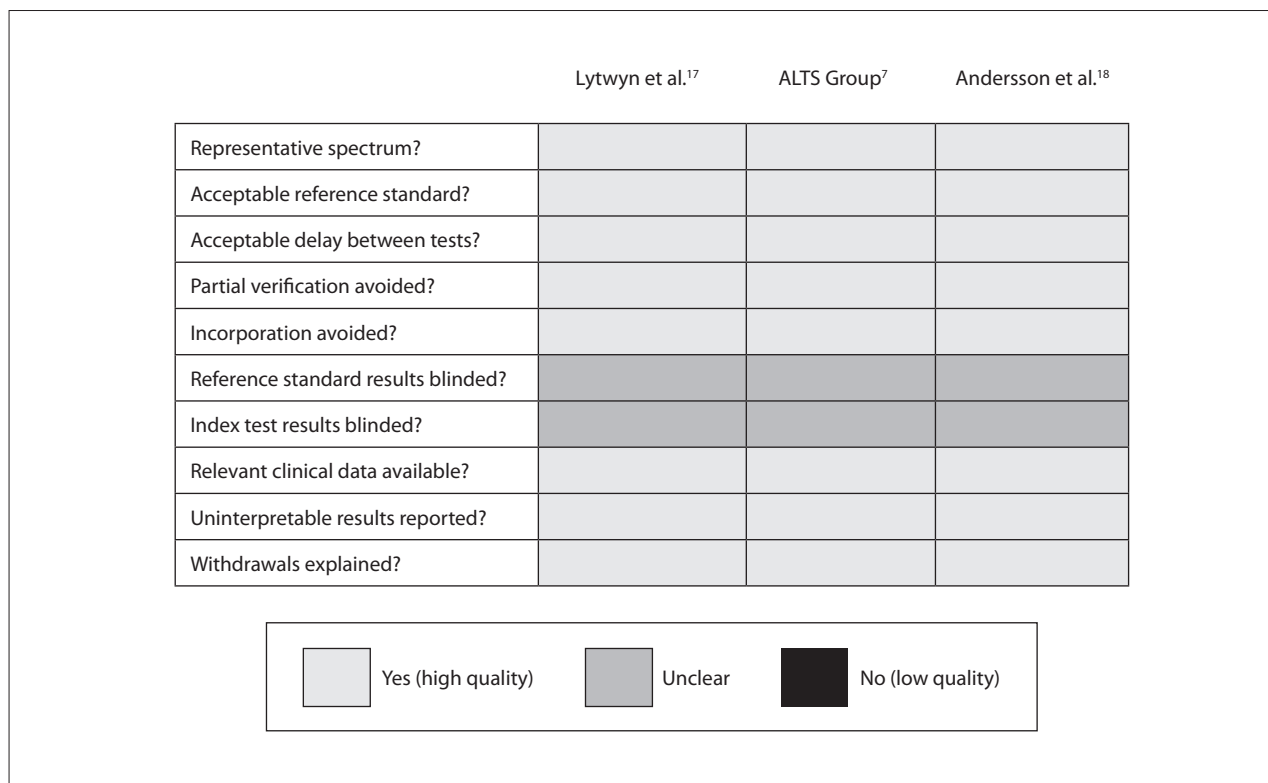 Lytwyn et al.17 ALTS Group7 Andersson et al.18
Representative spectrum?
Acceptable reference standard?
Acceptable delay between tests?
Partial verification avoided?
Incorporation avoided?
Reference standard results blinded?
Index test results blinded?
Relevant clinical data available?
Uninterpretable results reported?
Withdrawals explained?
Yes (high quality) Unclear No (low quality)